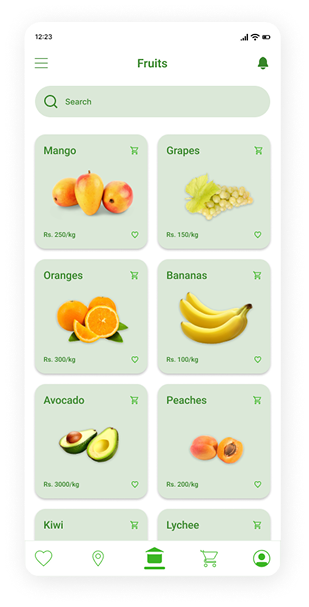 12:23
Fruits
Search
Mango
Grapes
Rs. 250/kg
Rs. 150/kg
Oranges
Bananas
Rs. 300/kg
Rs. 100/kg
Avocado
Peaches
Rs. 3000/kg
Rs. 200/kg
Kiwi
Lychee